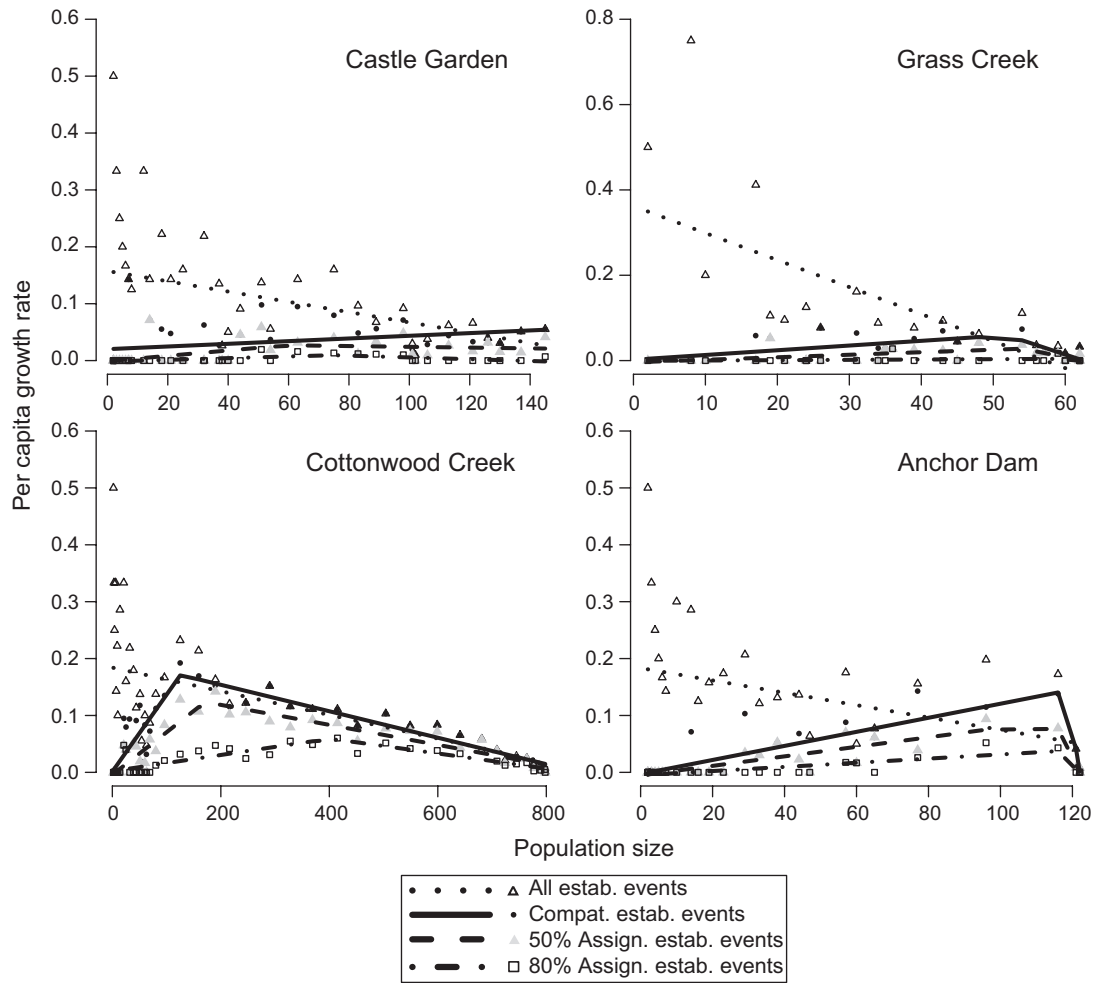 Per capita growth rate
Castle Garden
0.6
0.5
0.4
0.3
0.2
0.1
0.0
0 20 40 60 80 100 120 140
Grass Creek
0.8
0.6
0.4
0.2
0.0
0 10 20 30 40 50 60
Cottonwood Creek
0.6
0.5
0.4
0.3
0.2
0.1
0.0
0 200 400 600 800
Anchor Dam
0.6
0.5
0.4
0.3
0.2
0.1
0.0
0 20 40 60 80 100 120
Population size
All estab. events
Compat. estab. events
50% Assign. estab. events
80% Assign. estab. events